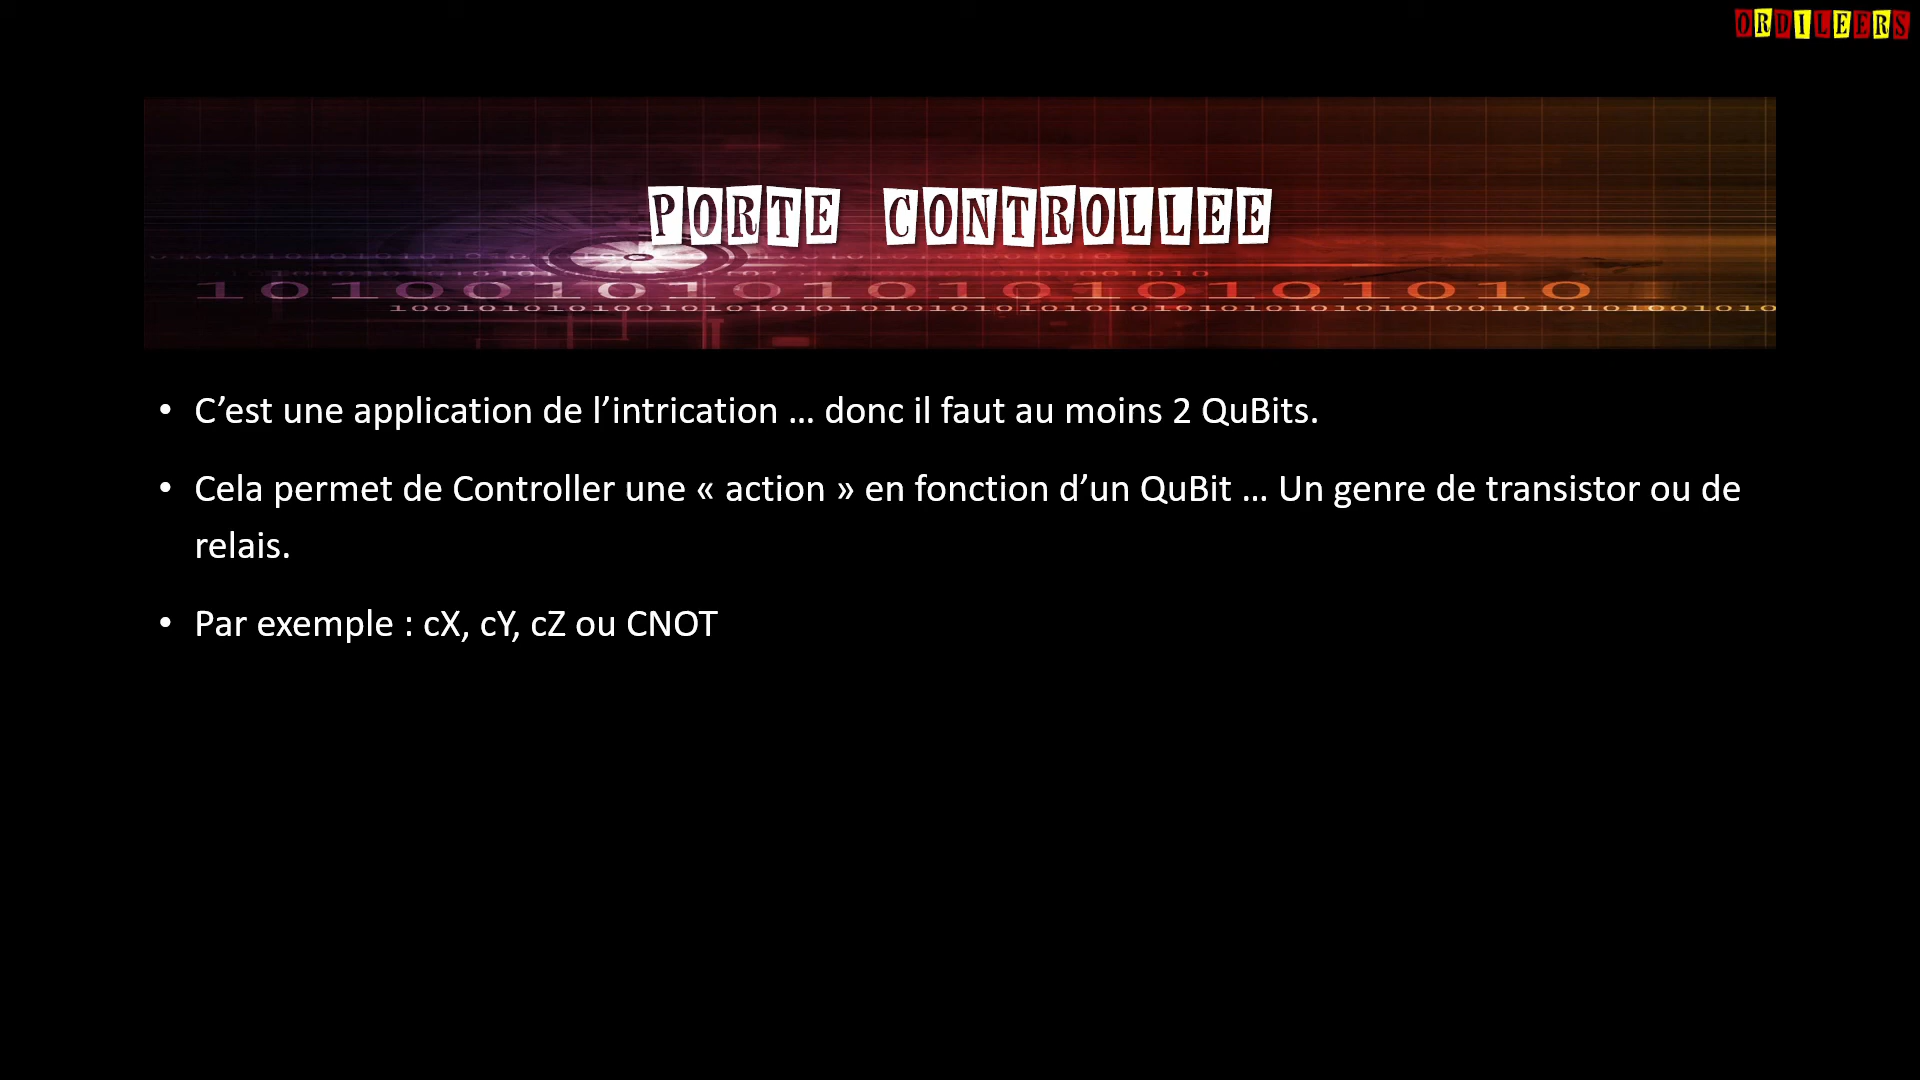 ORDILEERS
PORTE CONTROLLEE
1010010101010101010101010
• C’est une application de l’intrication ... donc il faut au moins 2 QuBits.
• Cela permet de Controller une « action » en fonction d’un QuBit ... Un genre de transistor ou de
relais.
• Par exemple : cX, cY, cZ ou CNOT